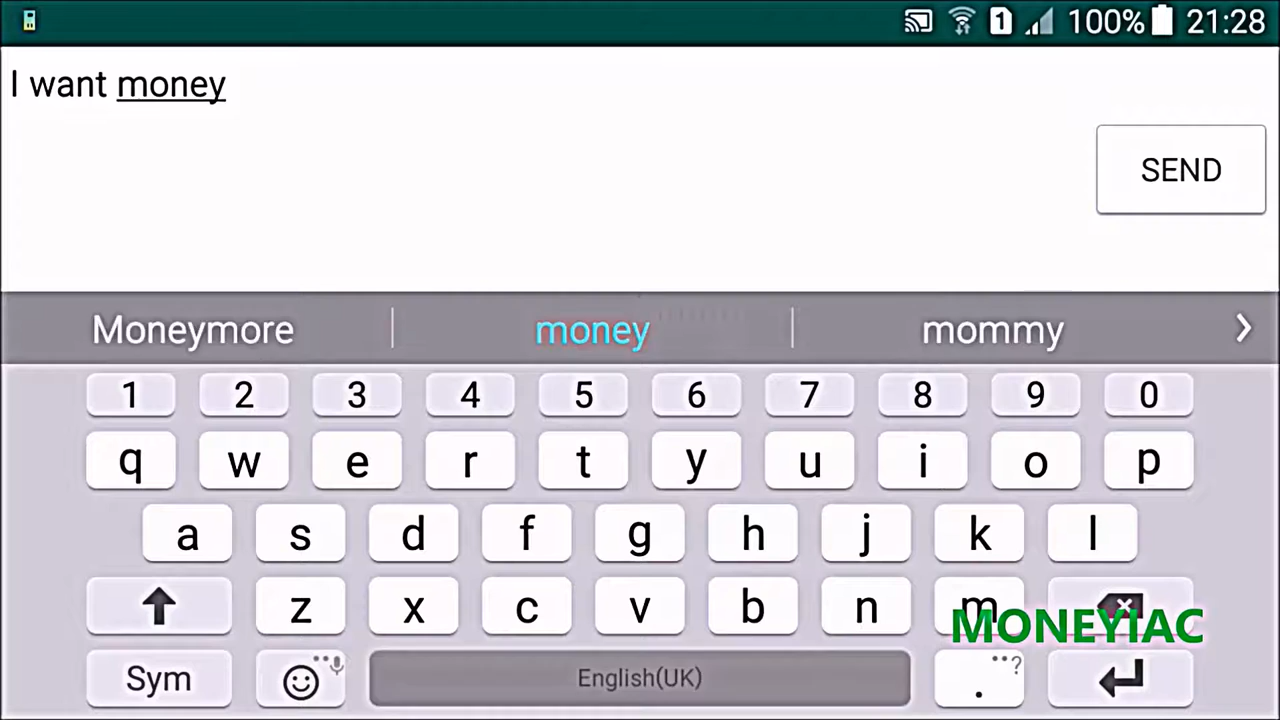 1 100% 21:28
I want money
SEND
Moneymore money mommy
1 2 3 4 5 6 7 8 9 0
q w e r t y u i o p
a s d f g h j k l
z x c v b n m
MONEYIAC
Sym English(UK) . ?